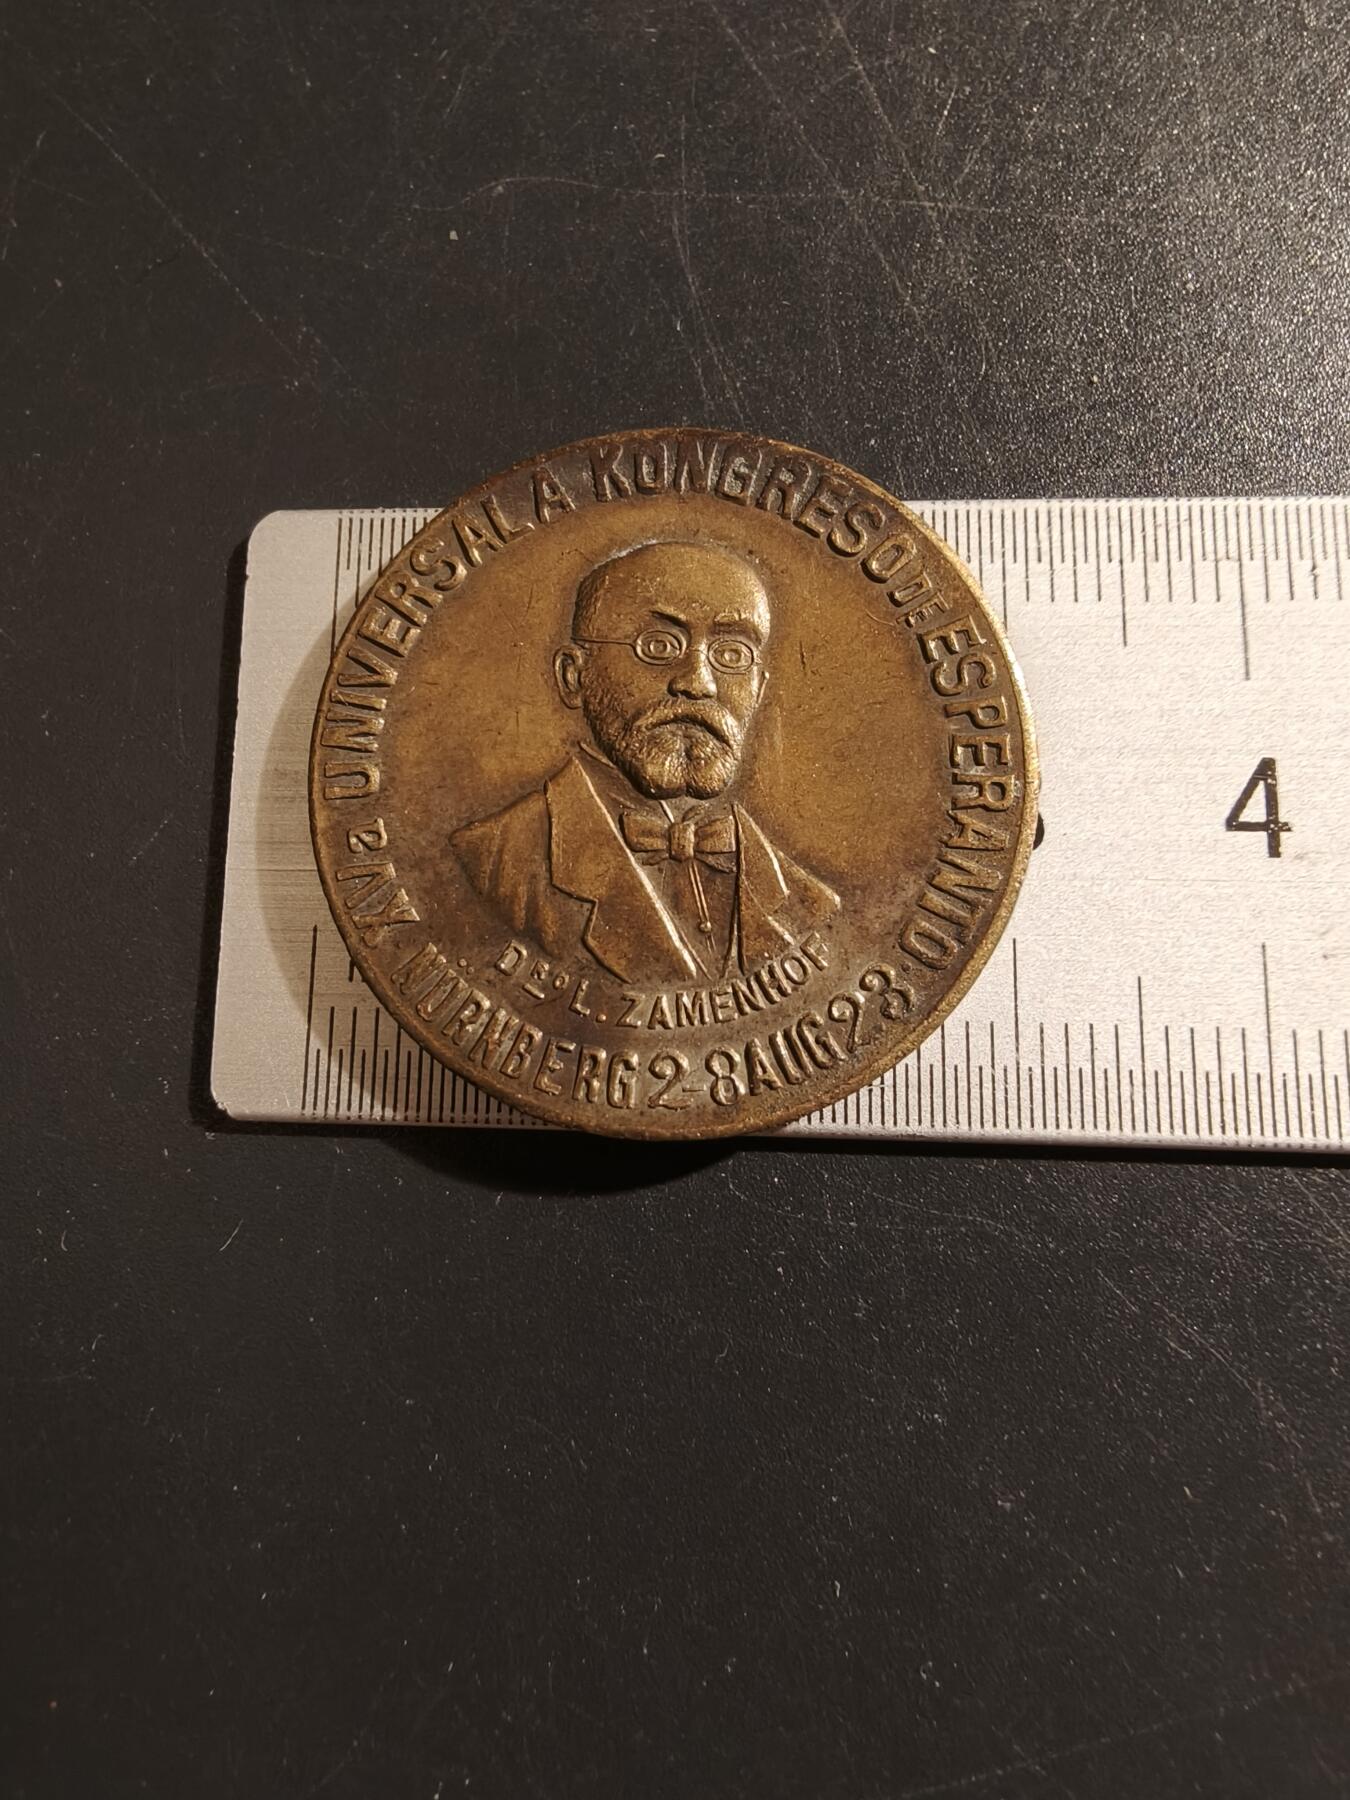 XVa UNIVERSALA KONGRESO DE ESPERANTO
DRO L. ZAMENHOF
NÜRNBERG 2-8 AUG 23
4